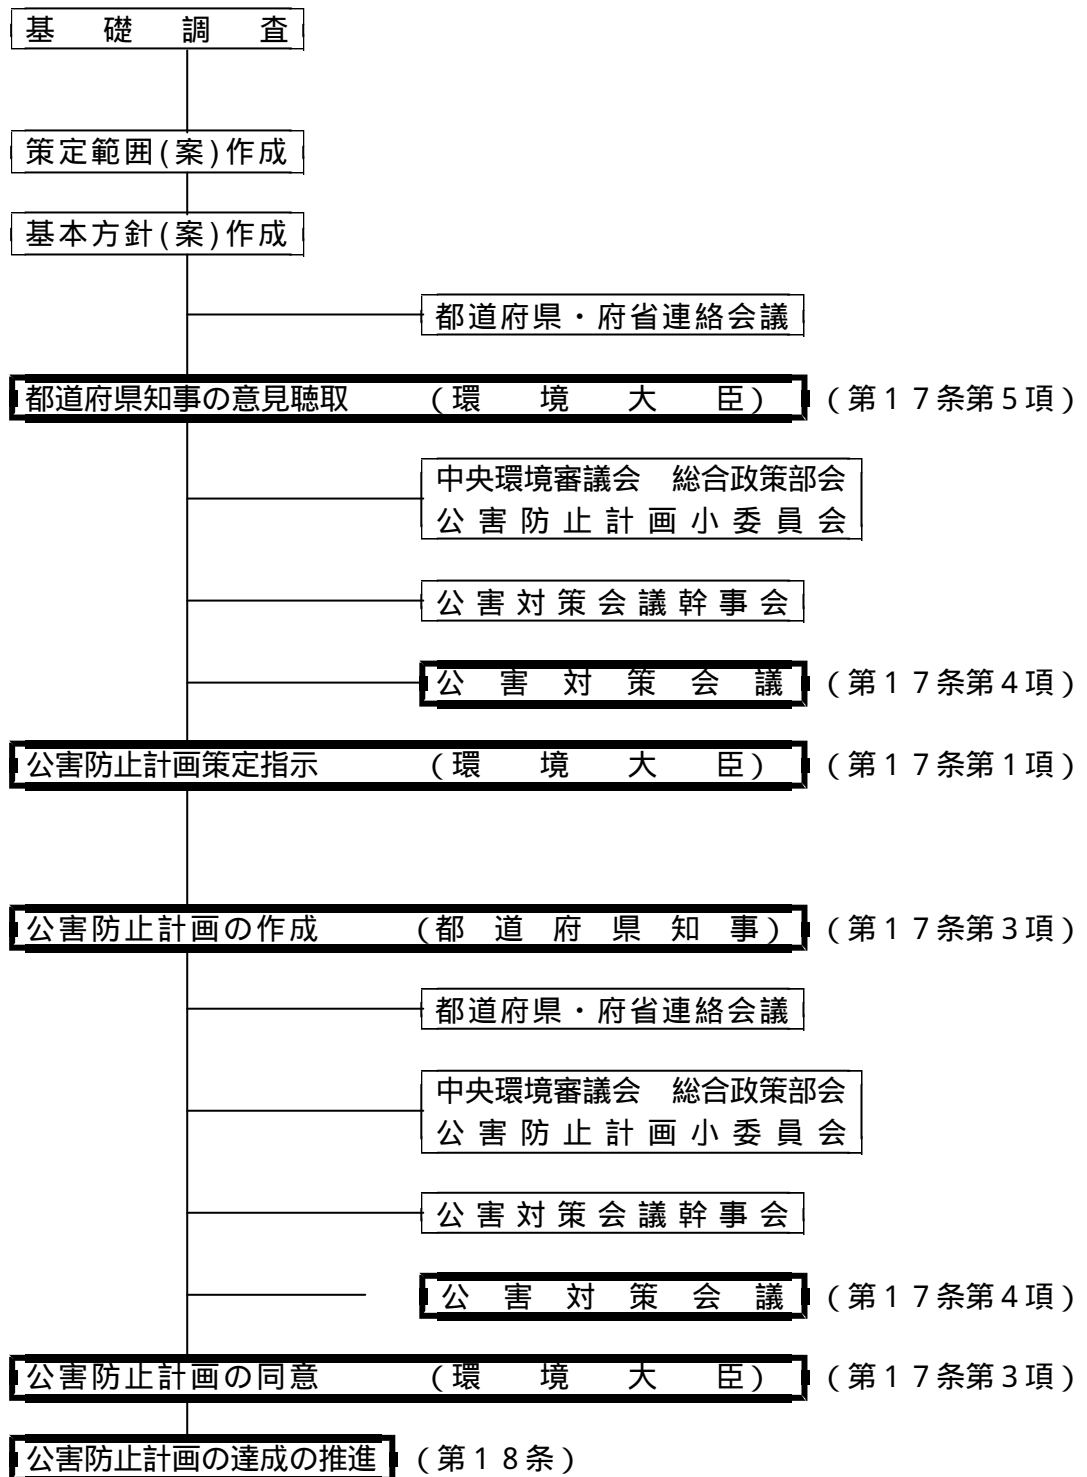 基礎調査
策定範囲(案)作成
基本方針(案)作成
都道府県・府省連絡会議
都道府県知事の意見聴取 (環境大臣) (第17条第5項)
中央環境審議会 総合政策部会
公害防止計画小委員会
公害対策会議幹事会
公害対策会議 (第17条第4項)
公害防止計画策定指示 (環境大臣) (第17条第1項)
公害防止計画の作成 (都道府県知事) (第17条第3項)
都道府県・府省連絡会議
中央環境審議会 総合政策部会
公害防止計画小委員会
公害対策会議幹事会
公害対策会議 (第17条第4項)
公害防止計画の同意 (環境大臣) (第17条第3項)
公害防止計画の達成の推進 (第18条)